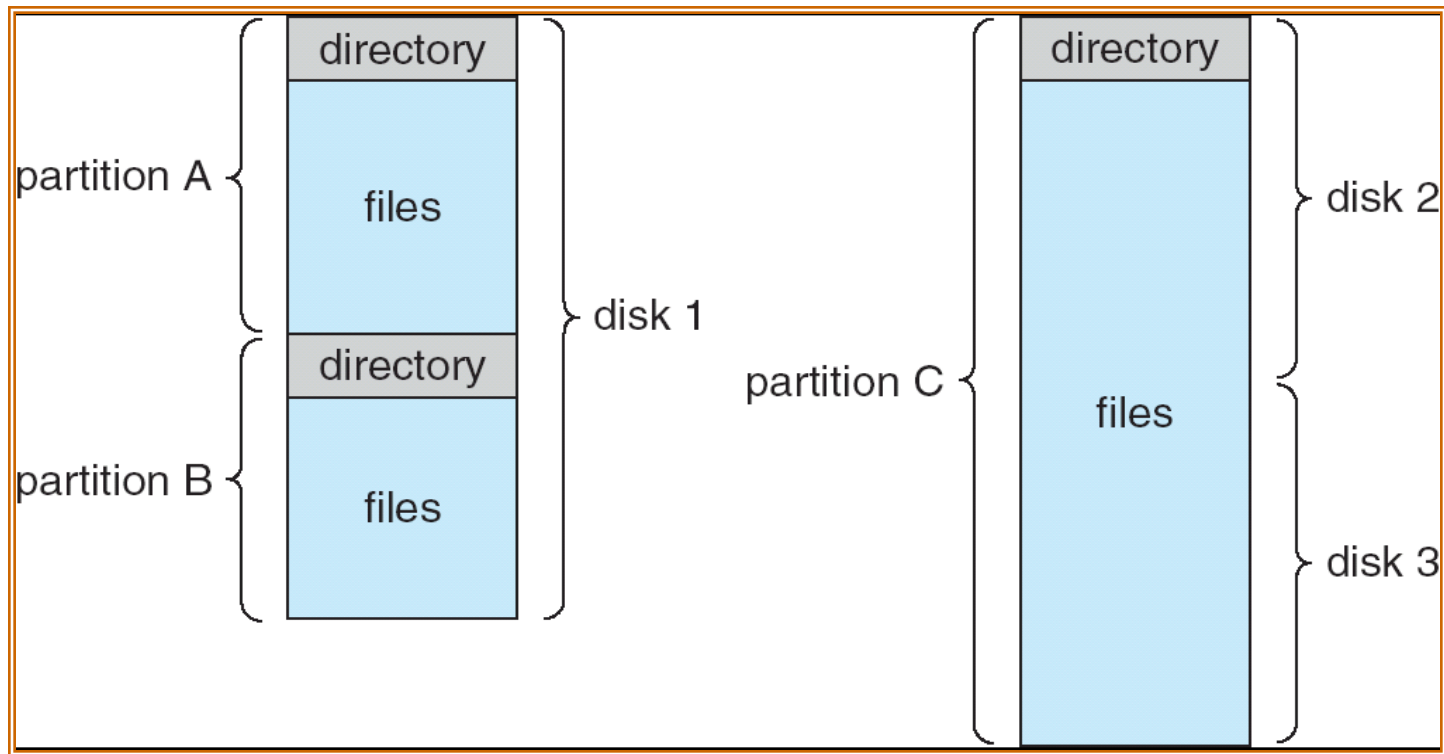 directory
partition A
files
directory
partition B
files
disk 1
directory
disk 2
partition C
files
disk 3